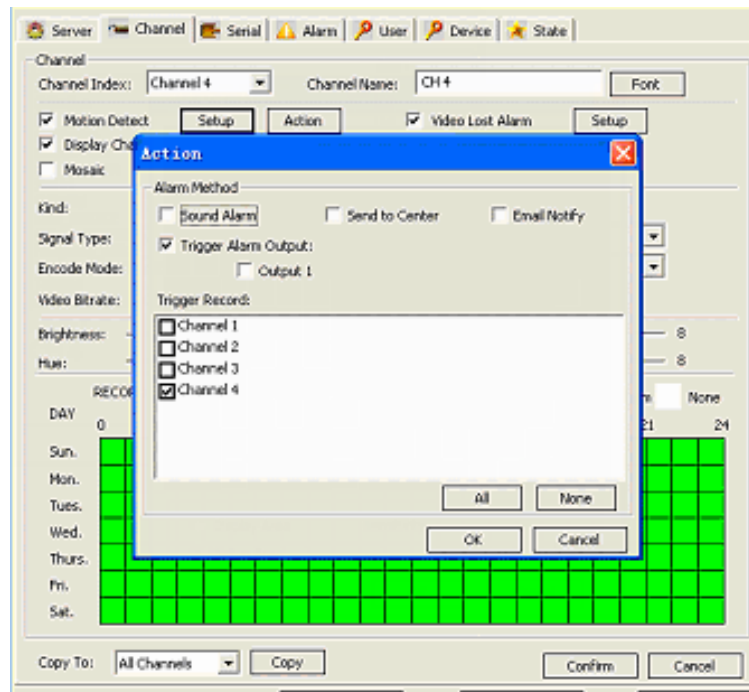 Server Channel Serial Alarm User Device State
Channel
Channel Index: Channel 4 Channel Name: CH 4 Font
Motion Detect Setup Action Video Lost Alarm Setup
Display Cha
Mosaic
Action
Alarm Method
Kind:
Sound Alarm Send to Center Email Notify
Signal Type:
Trigger Alarm Output:
Encode Mode:
Output 1
Video Bitrate:
Trigger Record:
Channel 1
Brightness: 8
Channel 2
Hue: 8
Channel 3
Channel 4
RECOR m None
DAY 0 21 24
Sun.
Mon.
Tues.
All None
Wed.
OK Cancel
Thurs.
Fri.
Sat.
Copy To: All Channels Copy Confirm Cancel